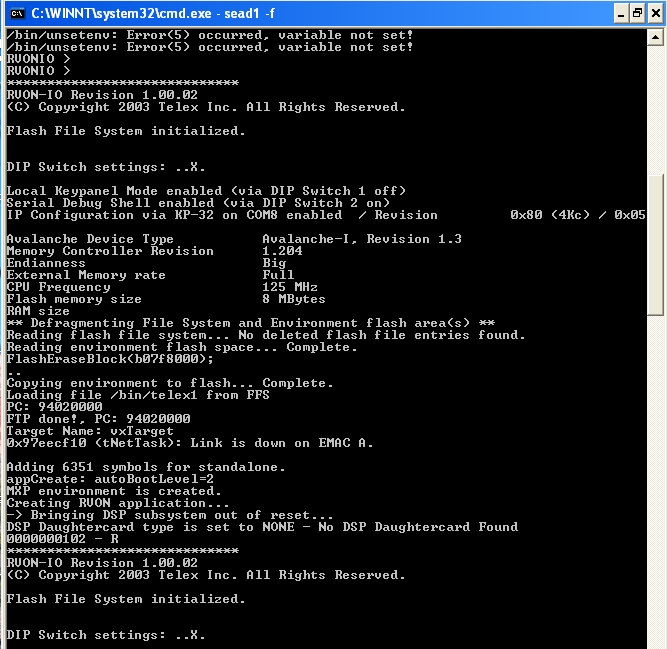 C:\WINNT\system32\cmd.exe - sead1 -f
/bin/unsetenv: Error(5) occurred, variable not set!
/bin/unsetenv: Error(5) occurred, variable not set!
RVONIO >
RVONIO >
*****************************
RVON-IO Revision 1.00.02
(C) Copyright 2003 Telex Inc. All Rights Reserved.
Flash File System initialized.
DIP Switch settings: ..X.
Local Keypanel Mode enabled (via DIP Switch 1 off)
Serial Debug Shell enabled (via DIP Switch 2 on)
IP Configuration via KP-32 on COM8 enabled  / Revision         0x80 (4Kc) / 0x05
Avalanche Device Type           Avalanche-I, Revision 1.3
Memory Controller Revision      1.204
Endianness                      Big
External Memory rate            Full
CPU Frequency                   125 MHz
Flash memory size               8 MBytes
RAM size
** Defragmenting File System and Environment flash area(s) **
Reading flash file system... No deleted flash file entries found.
Reading environment flash space... Complete.
FlashEraseBlock(b07f8000);
..
Copying environment to flash... Complete.
Loading file /bin/telex1 from FFS
PC: 94020000
FTP done!, PC: 94020000
Target Name: vxTarget
0x97eecf10 (tNetTask): Link is down on EMAC A.
Adding 6351 symbols for standalone.
appCreate: autoBootLevel=2
MXP environment is created.
Creating RVON application...
-> Bringing DSP subsystem out of reset...
DSP Daughtercard type is set to NONE - No DSP Daughtercard Found
0000000102 - R
*****************************
RVON-IO Revision 1.00.02
(C) Copyright 2003 Telex Inc. All Rights Reserved.
Flash File System initialized.
DIP Switch settings: ..X.